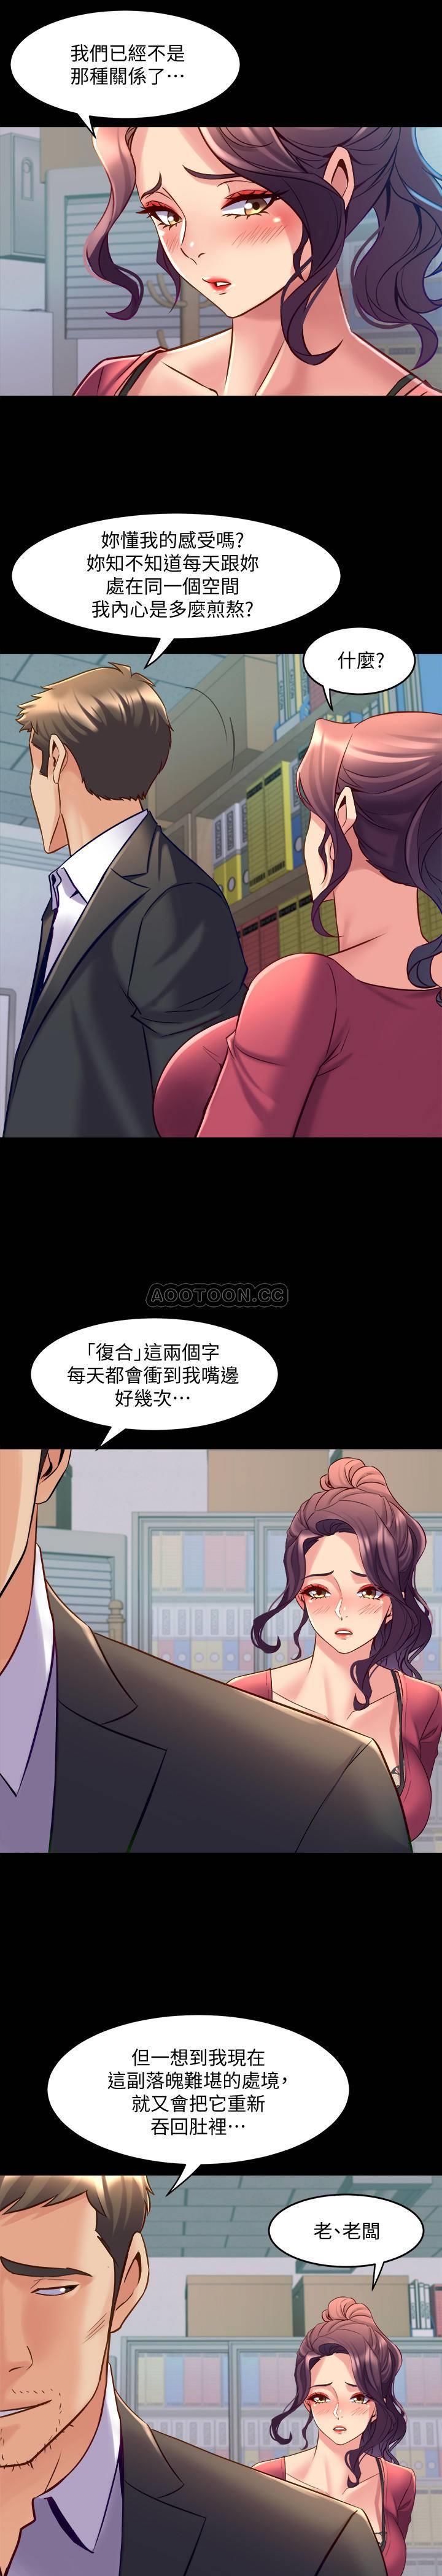 我們已經不是
那種關係了…
妳懂我的感受嗎?
妳知不知道每天跟妳
處在同一個空間
我內心是多麼煎熬?
什麼?
AOOTOON.CC
「復合」這兩個字
每天都會衝到我嘴邊
好幾次…
但一想到我現在
這副落魄難堪的處境,
就又會把它重新
吞回肚裡…
老、老闆